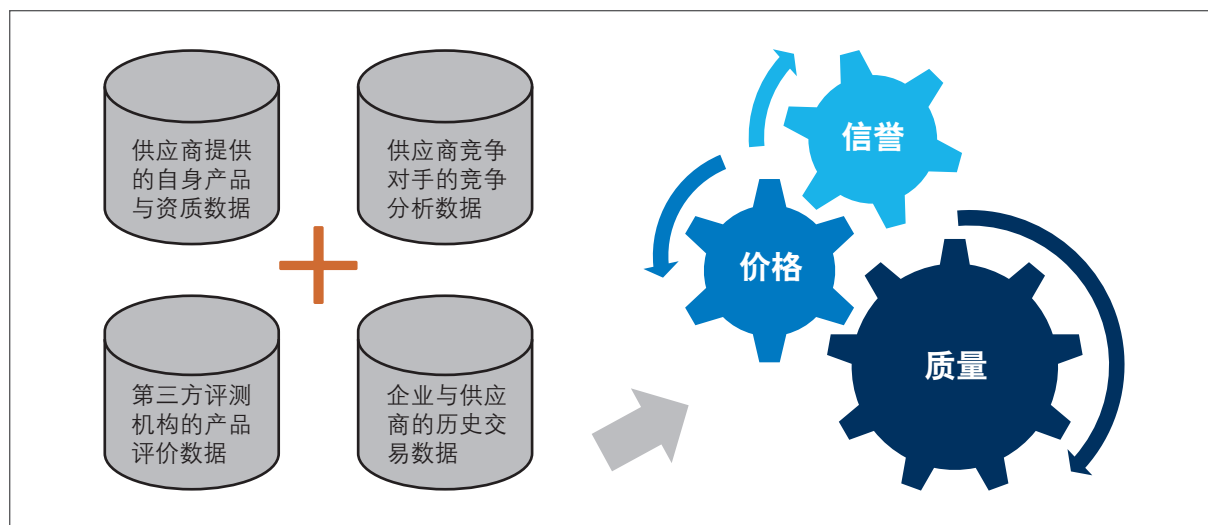 供应商提供
的自身产品
与资质数据
供应商竞争
对手的竞争
分析数据
第三方评测
机构的产品
评价数据
企业与供应
商的历史交
易数据
信誉
价格
质量